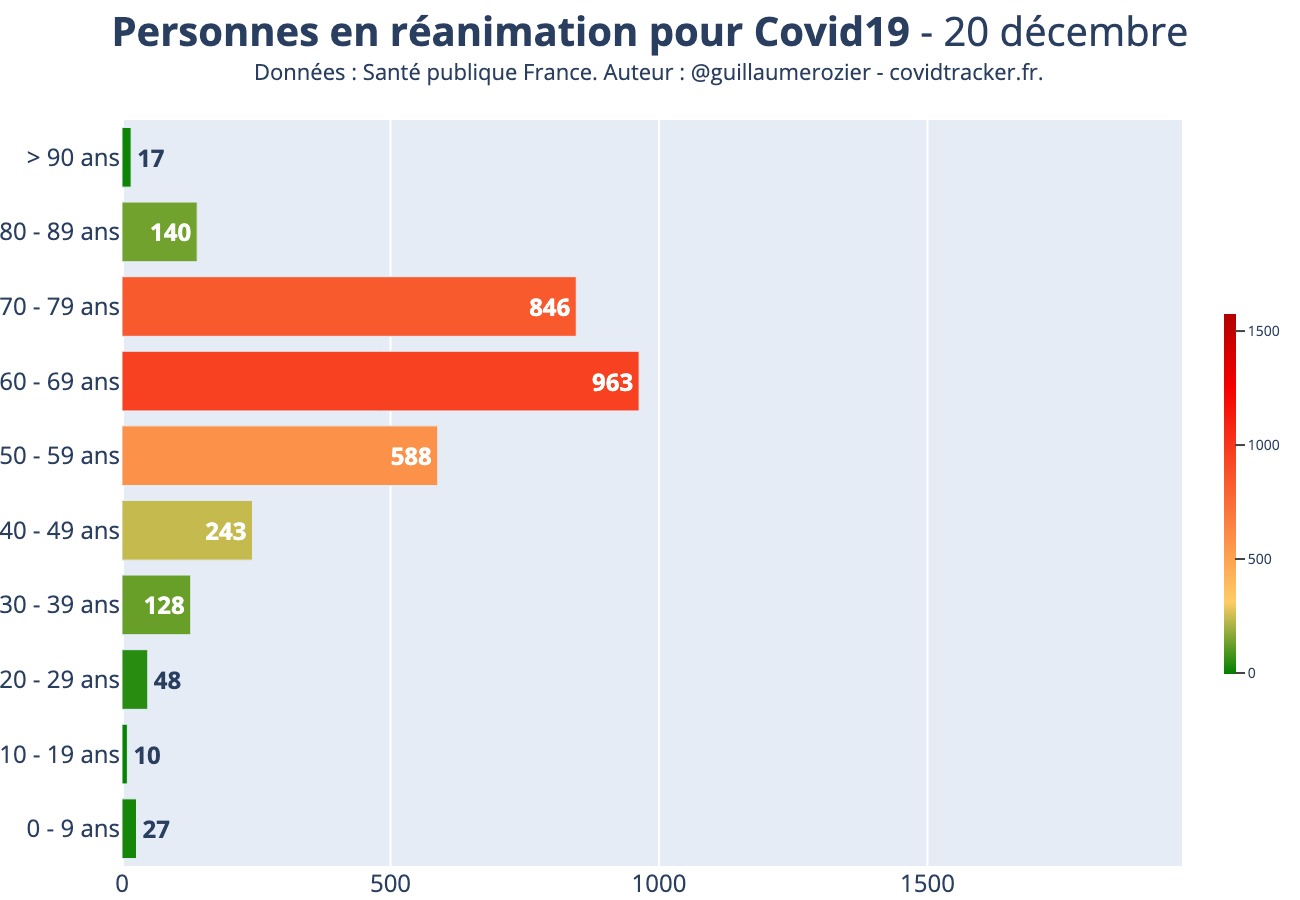 Personnes en réanimation pour Covid19 - 20 décembre
Données : Santé publique France. Auteur : @guillaumerozier - covidtracker.fr.
> 90 ans 17
80 - 89 ans 140
70 - 79 ans 846
60 - 69 ans 963
50 - 59 ans 588
40 - 49 ans 243
30 - 39 ans 128
20 - 29 ans 48
10 - 19 ans 10
0 - 9 ans 27
0 500 1000 1500
1500
1000
500
0